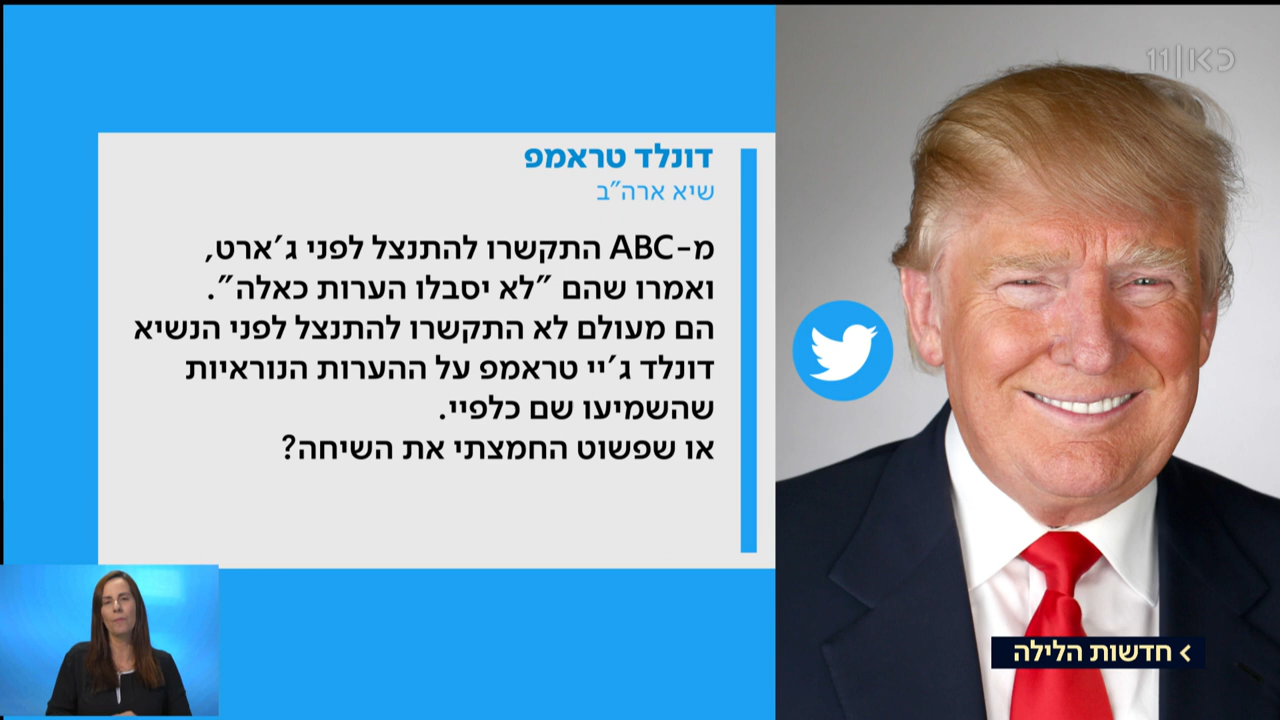 כאן 11
דונלד טראמפ
שיא ארה"ב
מ-ABC התקשרו להתנצל לפני ג'ארט,
ואמרו שהם "לא יסבלו הערות כאלה".
הם מעולם לא התקשרו להתנצל לפני הנשיא
דונלד ג'יי טראמפ על ההערות הנוראיות
שהשמיעו שם כלפיי.
או שפשוט החמצתי את השיחה?
חדשות הלילה